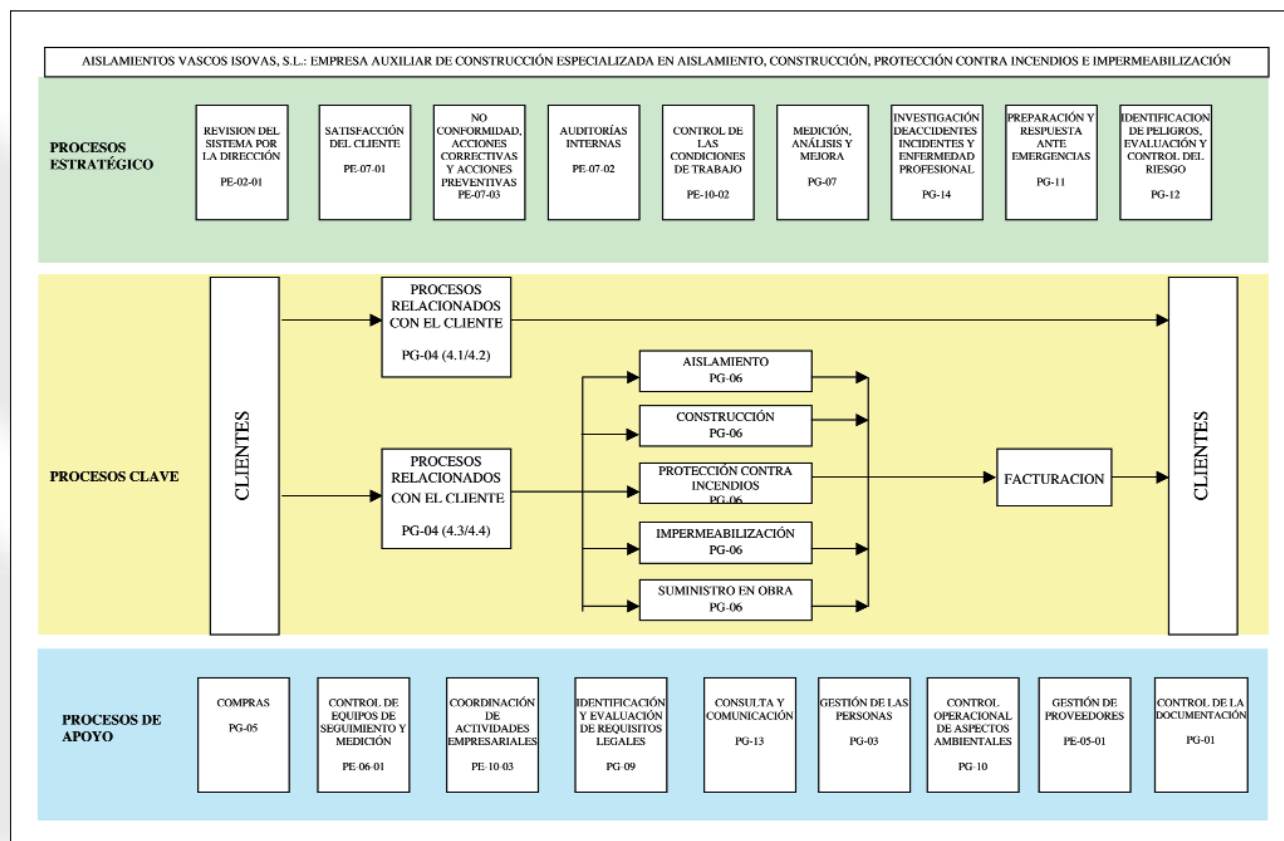 AISLAMIENTOS VASCOS ISOVAS, S.L.: EMPRESA AUXILIAR DE CONSTRUCCIÓN ESPECIALIZADA EN AISLAMIENTO, CONSTRUCCIÓN, PROTECCIÓN CONTRA INCENDIOS E IMPERMEABILIZACIÓN
PROCESOS
ESTRATÉGICO
REVISION DEL
SISTEMA POR
LA DIRECCIÓN
PE-02-01
SATISFACCIÓN
DEL CLIENTE
PE-07-01
NO
CONFORMIDAD,
ACCIONES
CORRECTIVAS
Y ACCIONES
PREVENTIVAS
PE-07-03
AUDITORÍAS
INTERNAS
PE-07-02
CONTROL DE
LAS
CONDICIONES
DE TRABAJO
PE-10-02
MEDICIÓN,
ANÁLISIS Y
MEJORA
PG-07
INVESTIGACIÓN
DEACCIDENTES
INCIDENTES Y
ENFERMEDAD
PROFESIONAL
PG-14
PREPARACIÓN Y
RESPUESTA
ANTE
EMERGENCIAS
PG-11
IDENTIFICACION
DE PELIGROS,
EVALUACIÓN Y
CONTROL DEL
RIESGO
PG-12
PROCESOS CLAVE
CLIENTES
PROCESOS
RELACIONADOS
CON EL CLIENTE
PG-04 (4.1/4.2)
PROCESOS
RELACIONADOS
CON EL CLIENTE
PG-04 (4.3/4.4)
AISLAMIENTO
PG-06
CONSTRUCCIÓN
PG-06
PROTECCIÓN CONTRA
INCENDIOS
PG-06
IMPERMEABILIZACIÓN
PG-06
SUMINISTRO EN OBRA
PG-06
FACTURACION
CLIENTES
PROCESOS DE
APOYO
COMPRAS
PG-05
CONTROL DE
EQUIPOS DE
SEGUIMIENTO Y
MEDICIÓN
PE-06-01
COORDINACIÓN
DE
ACTIVIDADES
EMPRESARIALES
PE-10-03
IDENTIFICACIÓN
Y EVALUACIÓN
DE REQUISITOS
LEGALES
PG-09
CONSULTA Y
COMUNICACIÓN
PG-13
GESTIÓN DE LAS
PERSONAS
PG-03
CONTROL
OPERACIONAL
DE ASPECTOS
AMBIENTALES
PG-10
GESTIÓN DE
PROVEEDORES
PE-05-01
CONTROL DE LA
DOCUMENTACIÓN
PG-01